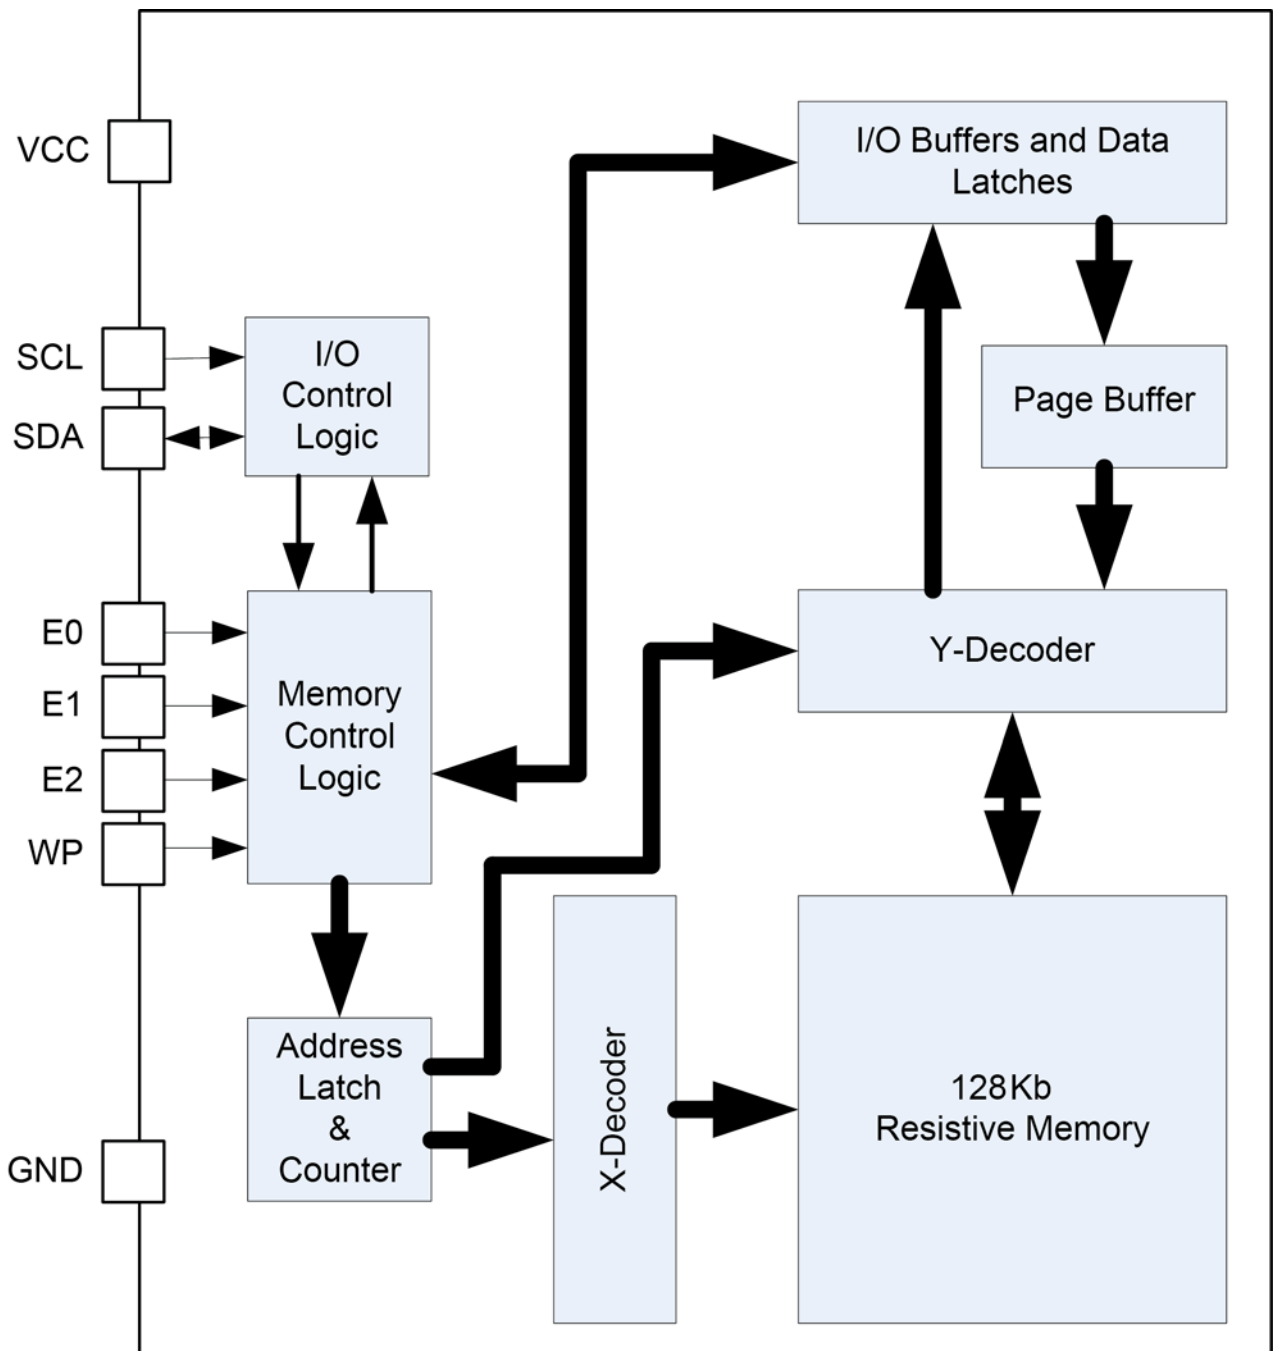 VCC
I/O Buffers and Data
Latches
SCL
I/O
Control
Logic
SDA
Page Buffer
E0
E1
E2
WP
Memory
Control
Logic
Y-Decoder
Address
Latch
&
Counter
X-Decoder
128Kb
Resistive Memory
GND